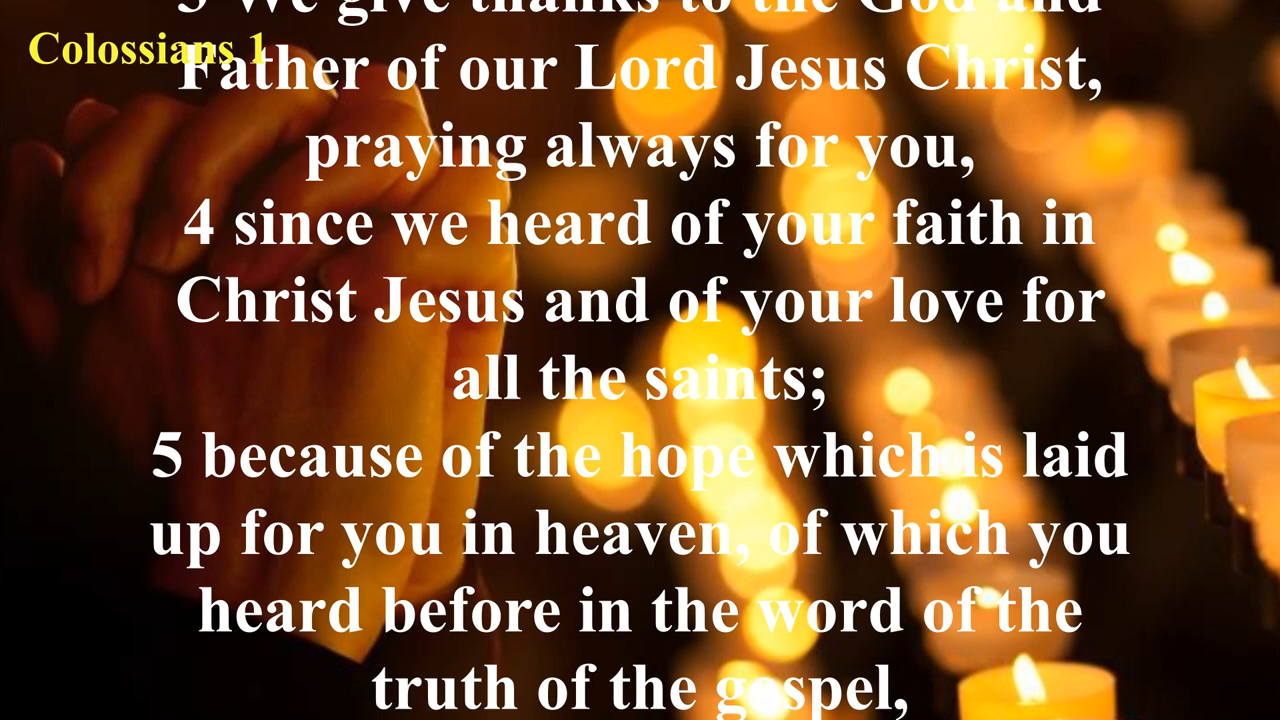 3 We give thanks to the God and
Colossians 1
Father of our Lord Jesus Christ,
praying always for you,
4 since we heard of your faith in
Christ Jesus and of your love for
all the saints;
5 because of the hope which is laid
up for you in heaven, of which you
heard before in the word of the
truth of the gospel,